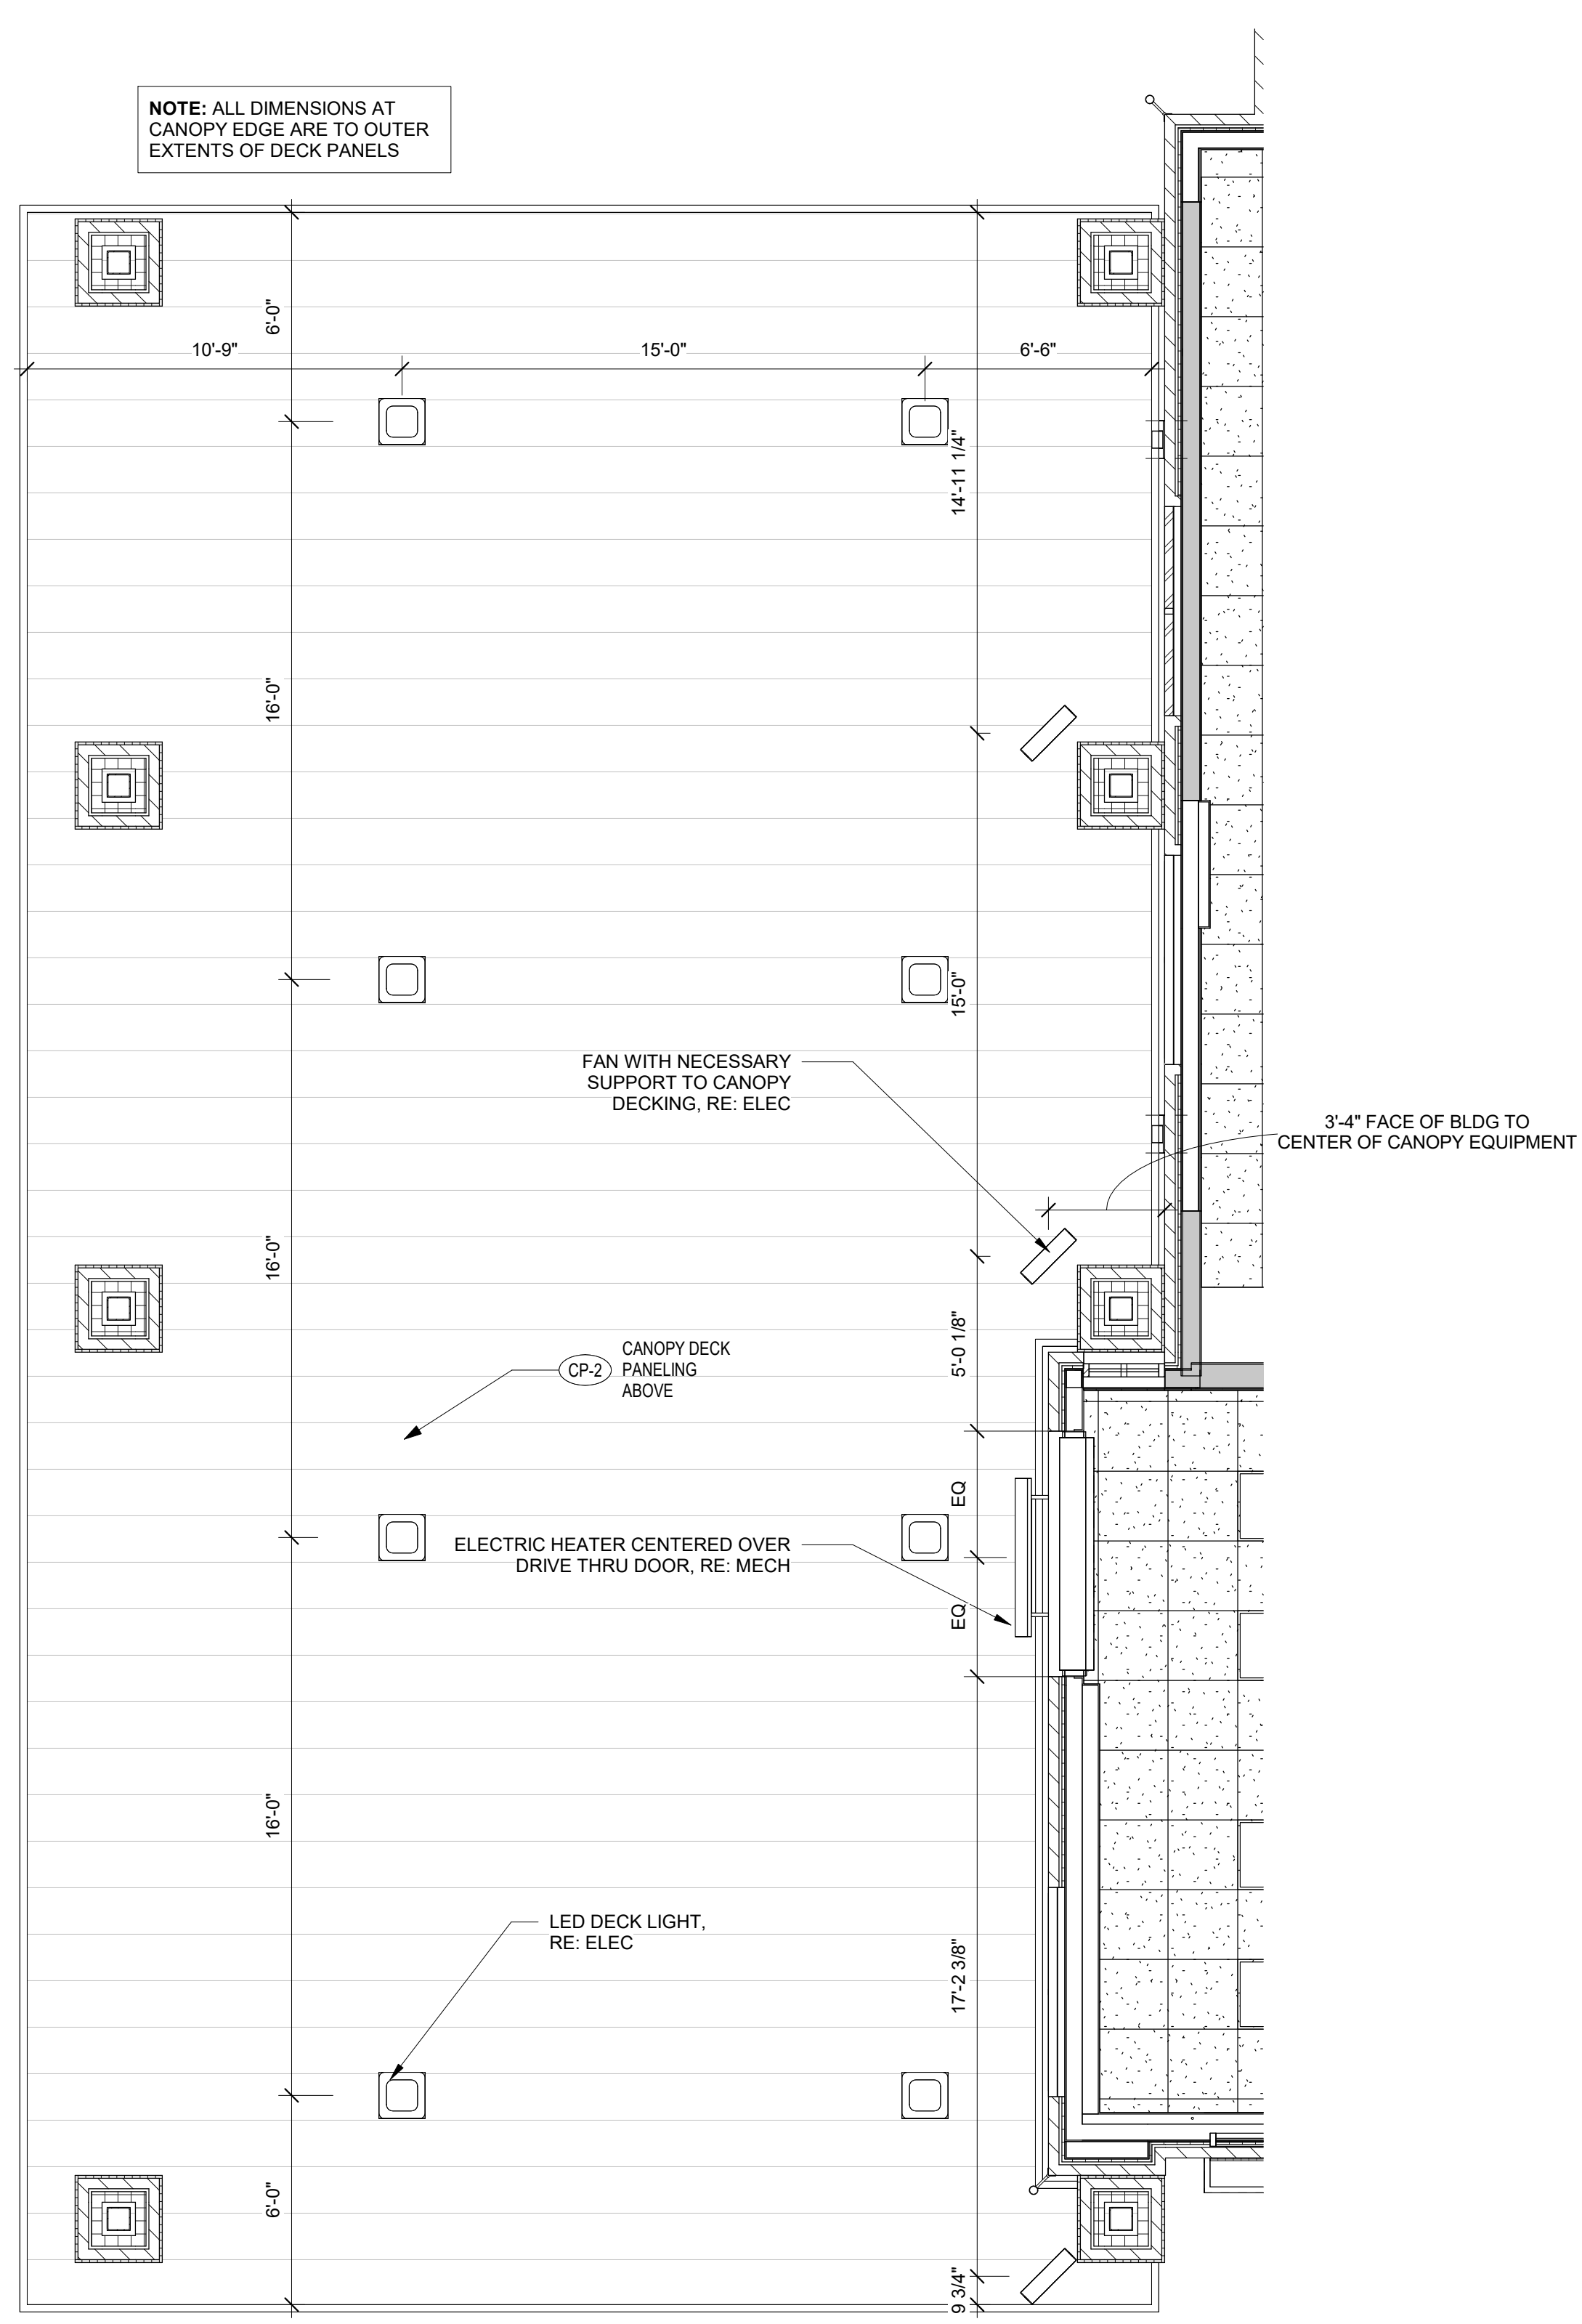 NOTE: ALL DIMENSIONS AT
CANOPY EDGE ARE TO OUTER
EXTENTS OF DECK PANELS
6'-0"
10'-9"
15'-0"
6'-6"
14'-11 1/4"
16'-0"
15'-0"
FAN WITH NECESSARY
SUPPORT TO CANOPY
DECKING, RE: ELEC
3'-4" FACE OF BLDG TO
CENTER OF CANOPY EQUIPMENT
16'-0"
5'-0 1/8"
CP-2
CANOPY DECK
PANELING
ABOVE
EQ
ELECTRIC HEATER CENTERED OVER
DRIVE THRU DOOR, RE: MECH
EQ
16'-0"
LED DECK LIGHT,
RE: ELEC
17'-2 3/8"
6'-0"
9 3/4"